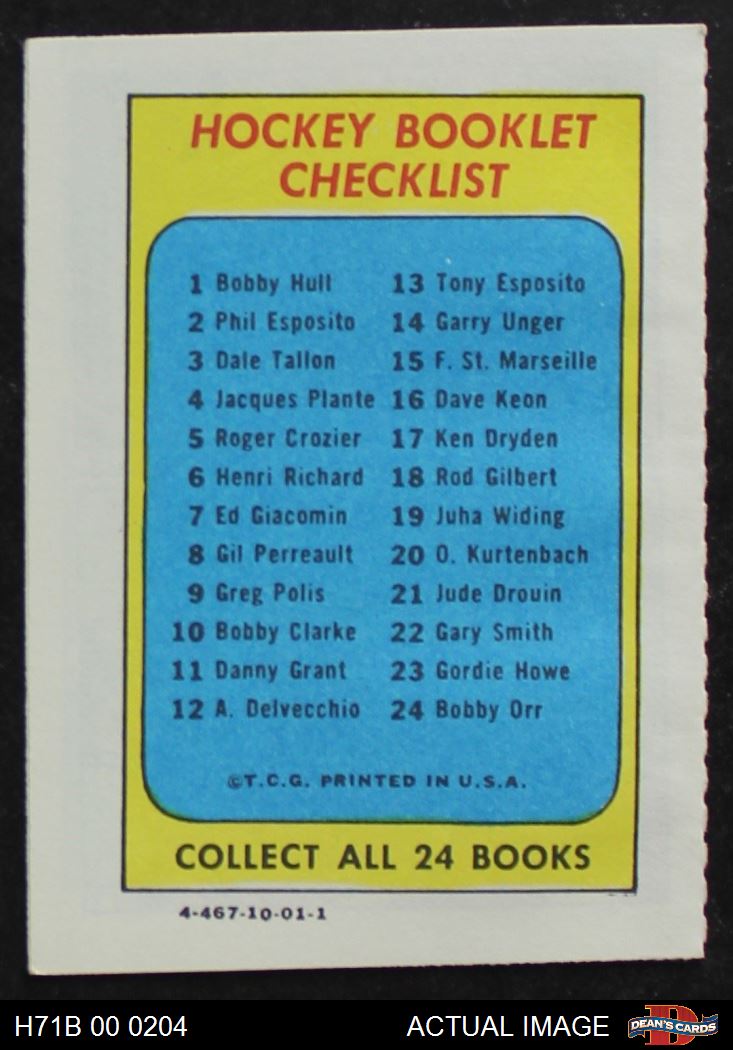 HOCKEY BOOKLET
CHECKLIST
1 Bobby Hull
2 Phil Esposito
3 Dale Tallon
4 Jacques Plante
5 Roger Crozier
6 Henri Richard
7 Ed Giacomin
8 Gil Perreault
9 Greg Polis
10 Bobby Clarke
11 Danny Grant
12 A. Delvecchio
13 Tony Esposito
14 Garry Unger
15 F. St. Marseille
16 Dave Keon
17 Ken Dryden
18 Rod Gilbert
19 Juha Widing
20 O. Kurtenbach
21 Jude Drouin
22 Gary Smith
23 Gordie Howe
24 Bobby Orr
©T.C.G. PRINTED IN U.S.A.
COLLECT ALL 24 BOOKS
4-467-10-01-1
H71B 00 0204
ACTUAL IMAGE
D
DEAN'S CARDS